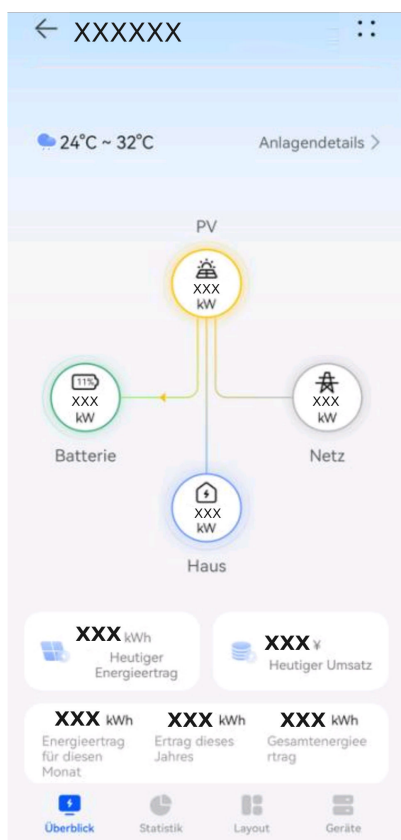 XXXXXX
24°C ~ 32°C
Anlagendetails >
PV
XXX
kW
11%
XXX
kW
XXX
kW
Batterie
Netz
XXX
kW
Haus
XXX kWh
Heutiger
Energieertrag
XXX ¥
Heutiger Umsatz
XXX kWh
Energieertrag
für diesen
Monat
XXX kWh
Ertrag dieses
Jahres
XXX kWh
Gesamtenergiee
rtrag
Überblick
Statistik
Layout
Geräte